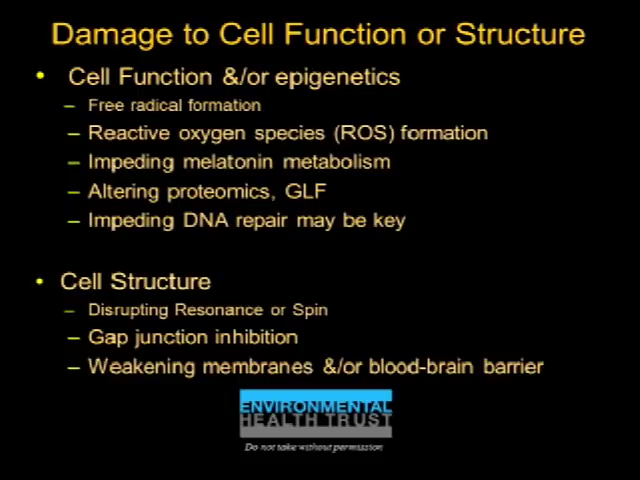 Damage to Cell Function or Structure
• Cell Function &/or epigenetics
– Free radical formation
– Reactive oxygen species (ROS) formation
– Impeding melatonin metabolism
– Altering proteomics, GLF
– Impeding DNA repair may be key
• Cell Structure
– Disrupting Resonance or Spin
– Gap junction inhibition
– Weakening membranes &/or blood-brain barrier
ENVIRONMENTAL
HEALTH TRUST
Do not take without permission